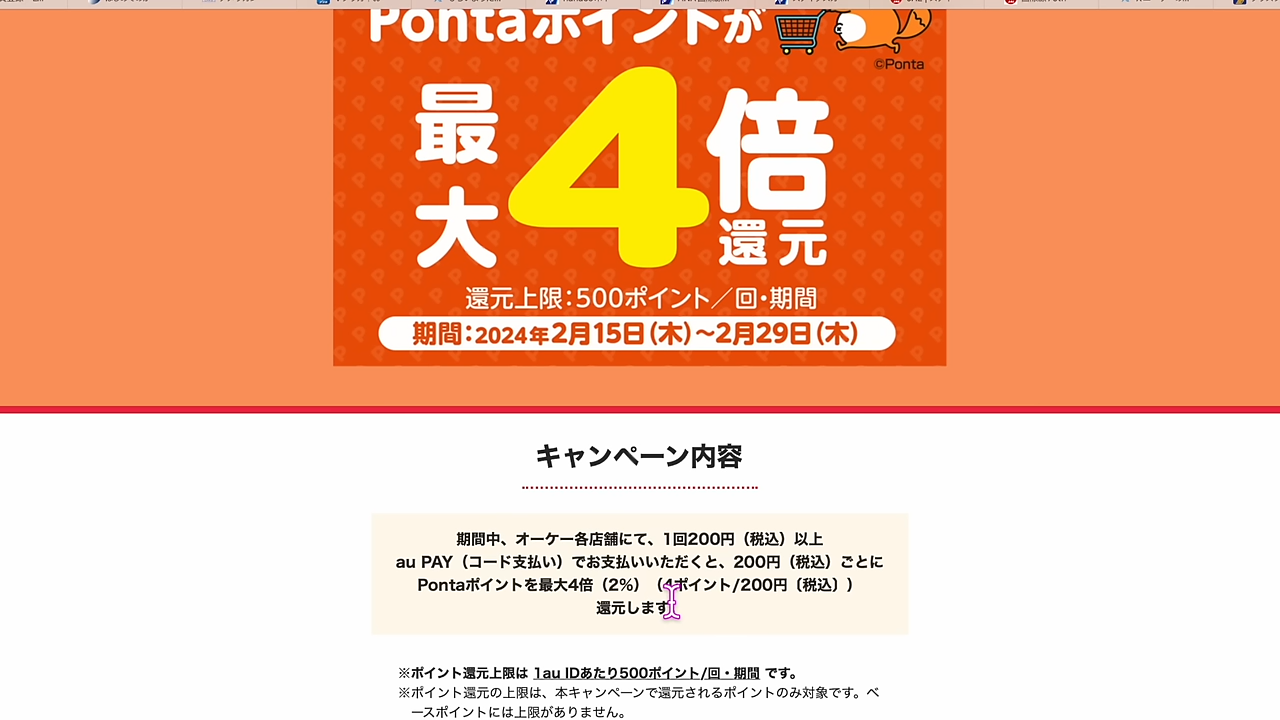 Pontaポイントが
©Ponta
最大4倍還元
還元上限：500ポイント／回・期間
期間：2024年2月15日（木）～2月29日（木）
キャンペーン内容
期間中、オーケー各店舗にて、1回200円（税込）以上
au PAY（コード支払い）でお支払いいただくと、200円（税込）ごとに
Pontaポイントを最大4倍（2%）（4ポイント/200円〔税込〕）
還元します
※ポイント還元上限は 1au IDあたり500ポイント/回・期間 です。
※ポイント還元の上限は、本キャンペーンで還元されるポイントのみ対象です。ベ
ースポイントには上限がありません。